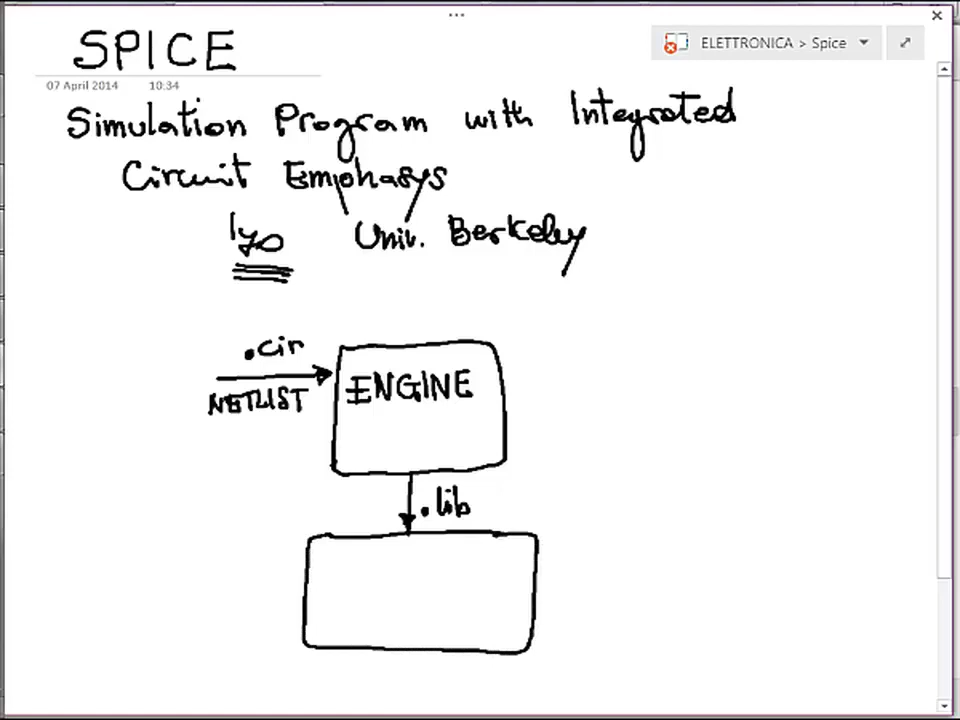 SPICE
ELETTRONICA > Spice
07 April 2014 10:34
Simulation Program with Integrated
Circuit Emphasys
Univ. Berkeley
.cir
NETLIST
ENGINE
.lib